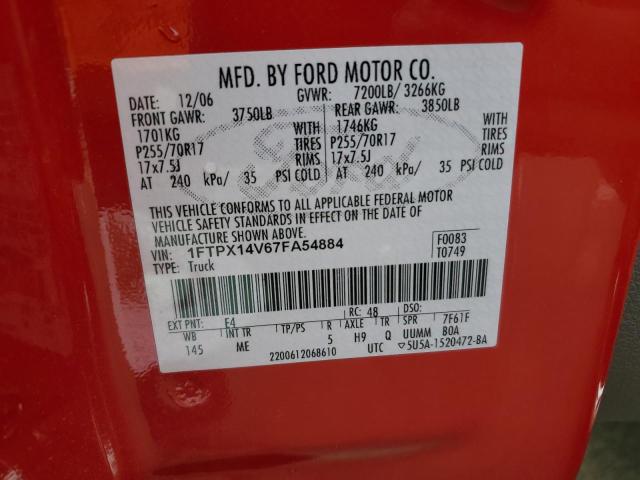 MFD. BY FORD MOTOR CO.
DATE: 12/06 GVWR: 7200LB/ 3266KG
FRONT GAWR: 3750LB REAR GAWR: 3850LB
1701KG WITH 1746KG WITH
P255/70R17 TIRES P255/70R17 TIRES
17x7.5J RIMS 17x7.5J RIMS
AT 240 kPa/ 35 PSI COLD AT 240 kPa/ 35 PSI COLD
THIS VEHICLE CONFORMS TO ALL APPLICABLE FEDERAL MOTOR
VEHICLE SAFETY STANDARDS IN EFFECT ON THE DATE OF
MANUFACTURE SHOWN ABOVE.
VIN: 1FTPX14V67FA54884 F0083
TYPE: Truck T0749
EXT PNT: E4 RC: 48 DSO:
WB INT TR TP/PS R AXLE TR SPR 7F61F
145 ME 5 H9 Q UUMM B0A
2200612068610 UTC ▽5U5A-1520472-BA
Ford